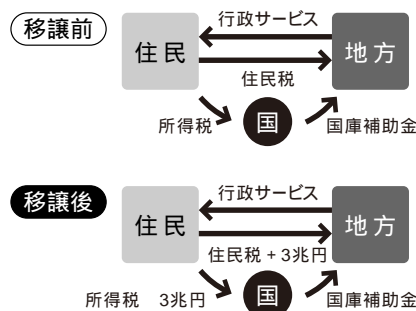 移譲前
行政サービス
住民
地方
住民税
所得税
国
国庫補助金
移譲後
行政サービス
住民
地方
住民税 + 3兆円
所得税 3兆円
国
国庫補助金